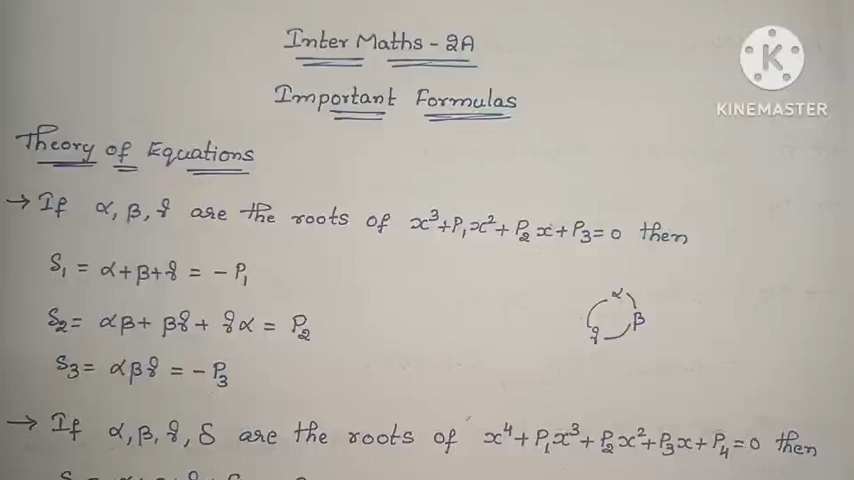 Inter Maths - 2A
KINEMASTER
Important Formulas
Theory of Equations
→ If α, β, γ are the roots of x³+P₁x²+P₂x+P₃=0 then
S₁ = α+β+γ = -P₁
S₂= αβ+βγ+γα = P₂
S₃= αβγ = -P₃
α
β
γ
→ If α, β, γ, δ are the roots of x⁴+P₁x³+P₂x²+P₃x+P₄=0 then